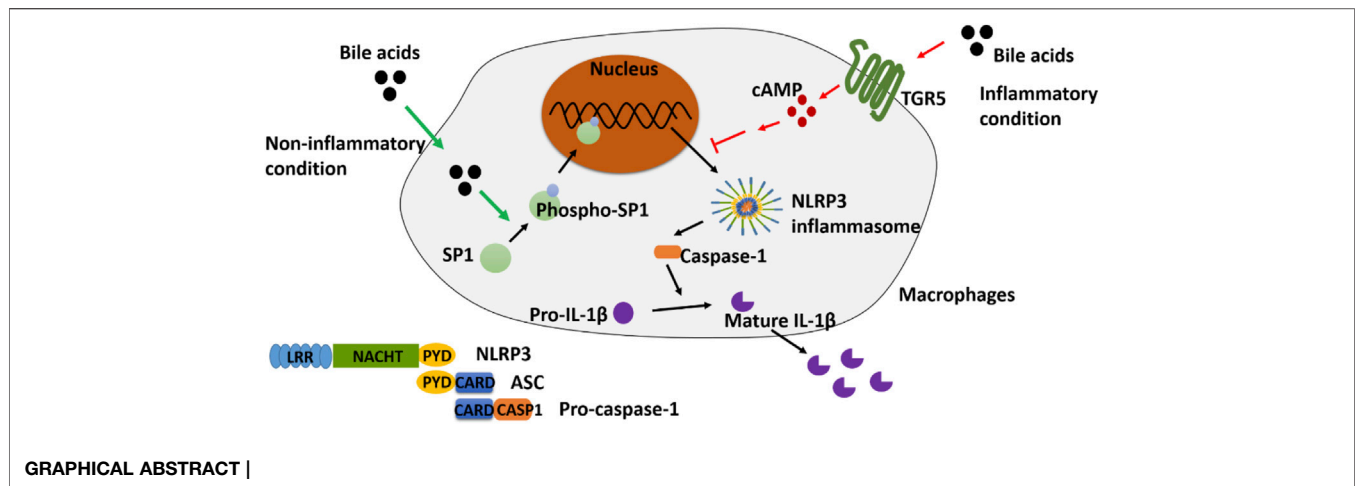 Bile acids
Non-inflammatory
condition
Nucleus
cAMP
TGR5
Bile acids
Inflammatory
condition
Phospho-SP1
SP1
NLRP3
inflammasome
Caspase-1
Pro-IL-1β
Mature IL-1β
Macrophages
LRR NACHT PYD NLRP3
PYD CARD ASC
CARD CASP1 Pro-caspase-1
GRAPHICAL ABSTRACT |